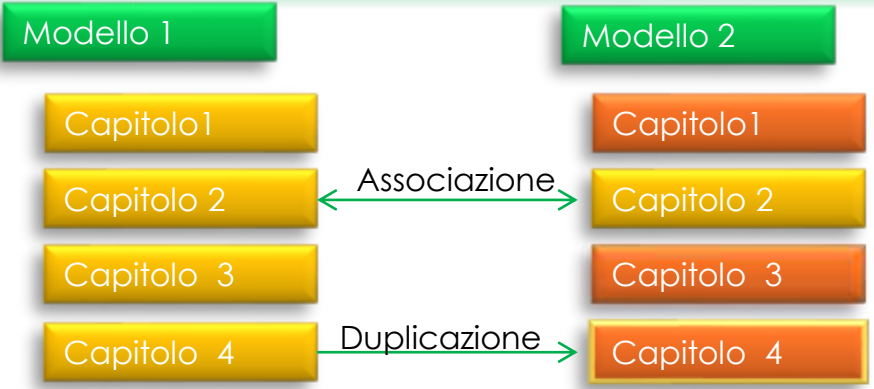 Modello 1
Modello 2
Capitolo1
Capitolo1
Capitolo 2
Associazione
Capitolo 2
Capitolo  3
Capitolo  3
Capitolo  4
Duplicazione
Capitolo  4